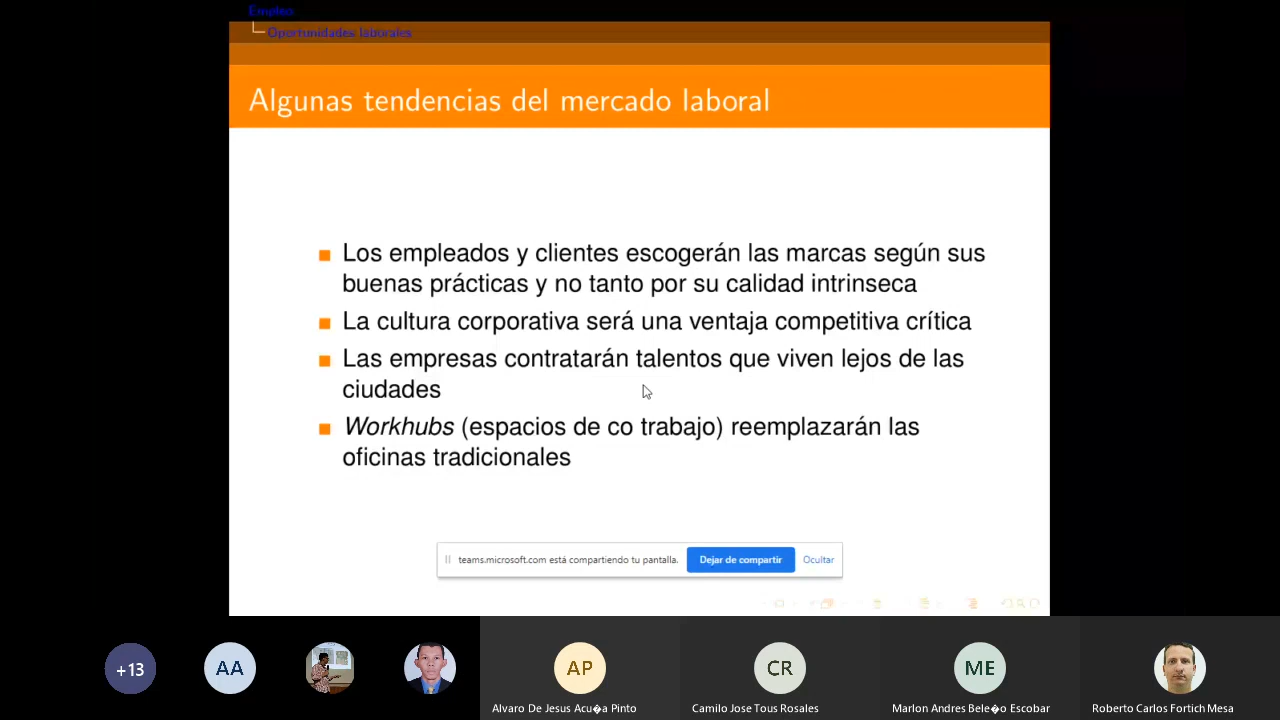 Empleo
Oportunidades laborales
Algunas tendencias del mercado laboral
Los empleados y clientes escogerán las marcas según sus
buenas prácticas y no tanto por su calidad intrinseca
La cultura corporativa será una ventaja competitiva crítica
Las empresas contratarán talentos que viven lejos de las
ciudades
Workhubs (espacios de co trabajo) reemplazarán las
oficinas tradicionales
teams.microsoft.com está compartiendo tu pantalla.
Dejar de compartir
Ocultar
+13
AA
AP
CR
ME
Alvaro De Jesus Acu�a Pinto
Camilo Jose Tous Rosales
Marlon Andres Bele�o Escobar
Roberto Carlos Fortich Mesa